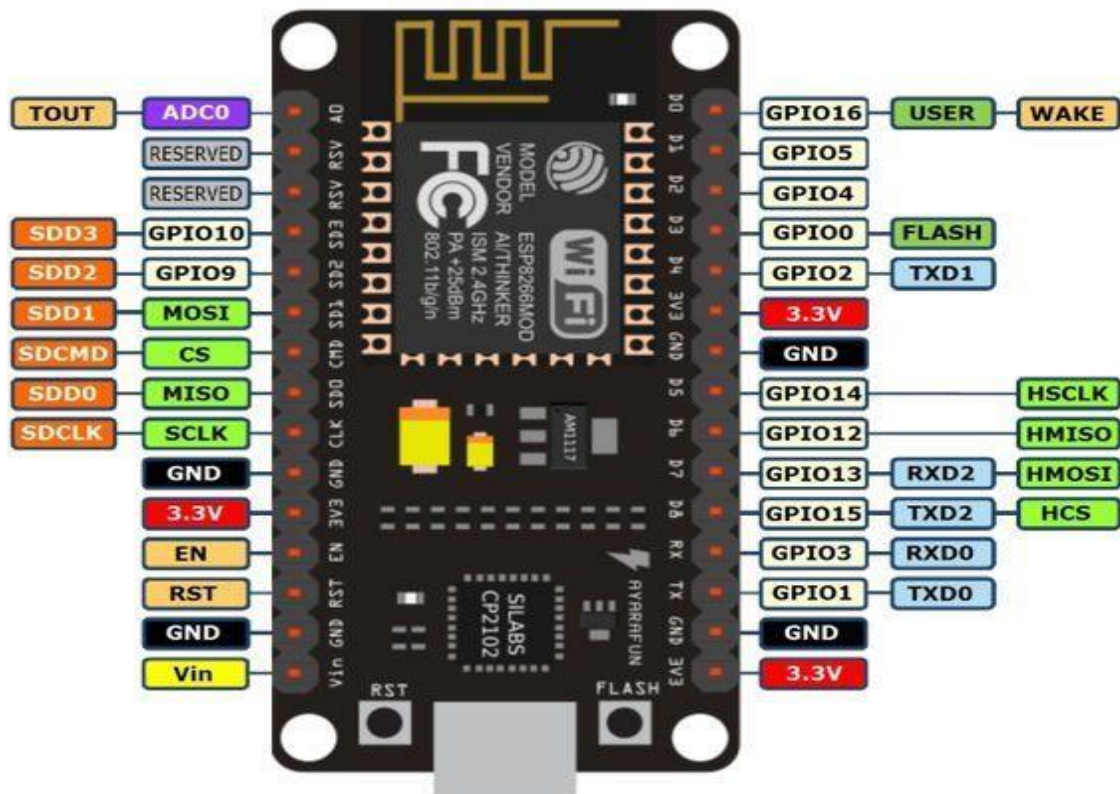 TOUT ADC0 A0 D0 GPIO16 USER WAKE
RESERVED RSV D1 GPIO5
RESERVED RSV D2 GPIO4
SDD3 GPIO10 SD3 D3 GPIO0 FLASH
SDD2 GPIO9 SD2 D4 GPIO2 TXD1
SDD1 MOSI SD1 3V3 3.3V
SDCMD CS CMD GND GND
SDD0 MISO SDO D5 GPIO14 HSCLK
SDCLK SCLK CLK D6 GPIO12 HMISO
GND GND D7 GPIO13 RXD2 HMOSI
3.3V 3V3 D8 GPIO15 TXD2 HCS
EN EN RX GPIO3 RXD0
RST RST TX GPIO1 TXD0
GND GND GND GND
Vin Vin 3V3 3.3V
MODEL ESP8266MOD
VENDOR AI/THINKER
ISM 2.4GHz
PA +25dBm
802.11b/g/n
FC
Wi Fi
AM1117
SILABS
CP2102
AYARAFUN
RST
FLASH